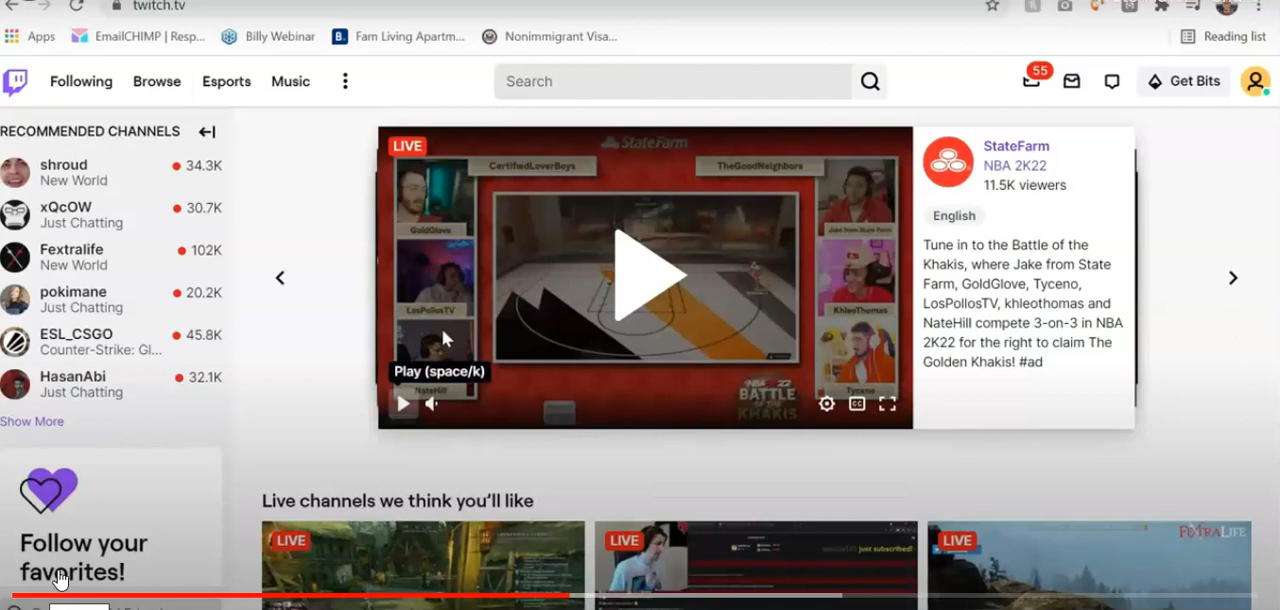 twitch.tv
Apps
EmailCHIMP | Resp...
Billy Webinar
B.
Fam Living Apartm...
Nonimmigrant Visa...
Reading list
Following
Browse
Esports
Music
Search
55
Get Bits
RECOMMENDED CHANNELS
shroud
34.3K
New World
xQcOW
30.7K
Just Chatting
Fextralife
102K
New World
pokimane
20.2K
Just Chatting
ESL_CSGO
45.8K
Counter-Strike: Gl...
HasanAbi
32.1K
Just Chatting
Show More
Follow your
favorites!
LIVE
StateFarm
CertifiedLoverBoys
TheGoodNeighbors
GoldGlove
Jake from State Farm
LosPollosTV
KhleoThomas
Play (space/k)
NateHill
Tyceno
NBA 2K22
BATTLE
OF THE
KHAKIS
CC
StateFarm
NBA 2K22
11.5K viewers
English
Tune in to the Battle of the
Khakis, where Jake from State
Farm, GoldGlove, Tyceno,
LosPollosTV, khleothomas and
NateHill compete 3-on-3 in NBA
2K22 for the right to claim The
Golden Khakis! #ad
Live channels we think you'll like
LIVE
LIVE
just subscribed!
LIVE
FEXTRALIFE